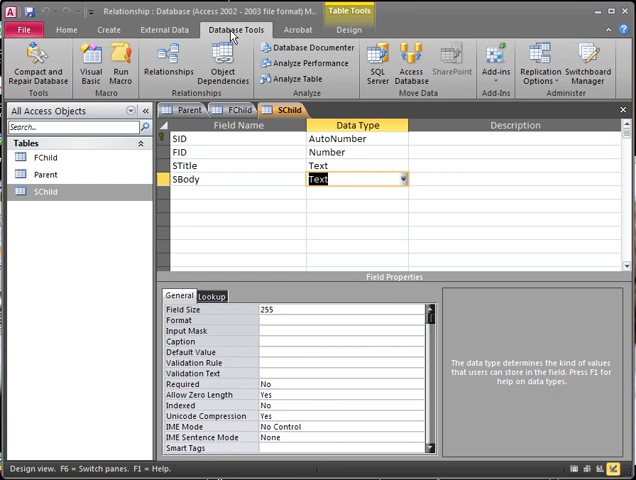 Relationship : Database (Access 2002 - 2003 file format) M...
Table Tools
File
Home
Create
External Data
Database Tools
Acrobat
Design
Compact and Repair Database
Tools
Visual Basic
Run Macro
Macro
Relationships
Object Dependencies
Relationships
Database Documenter
Analyze Performance
Analyze Table
Analyze
SQL Server
Access Database
SharePoint
Move Data
Add-ins
Add-Ins
Replication Options
Switchboard Manager
Administer
All Access Objects
Search...
Tables
FChild
Parent
SChild
Parent
FChild
SChild
Field Name
Data Type
Description
SID
AutoNumber
FID
Number
STitle
Text
SBody
Text
Field Properties
General
Lookup
Field Size
255
Format
Input Mask
Caption
Default Value
Validation Rule
Validation Text
Required
No
Allow Zero Length
Yes
Indexed
No
Unicode Compression
Yes
IME Mode
No Control
IME Sentence Mode
None
Smart Tags
The data type determines the kind of values
that users can store in the field. Press F1 for
help on data types.
Design view. F6 = Switch panes. F1 = Help.